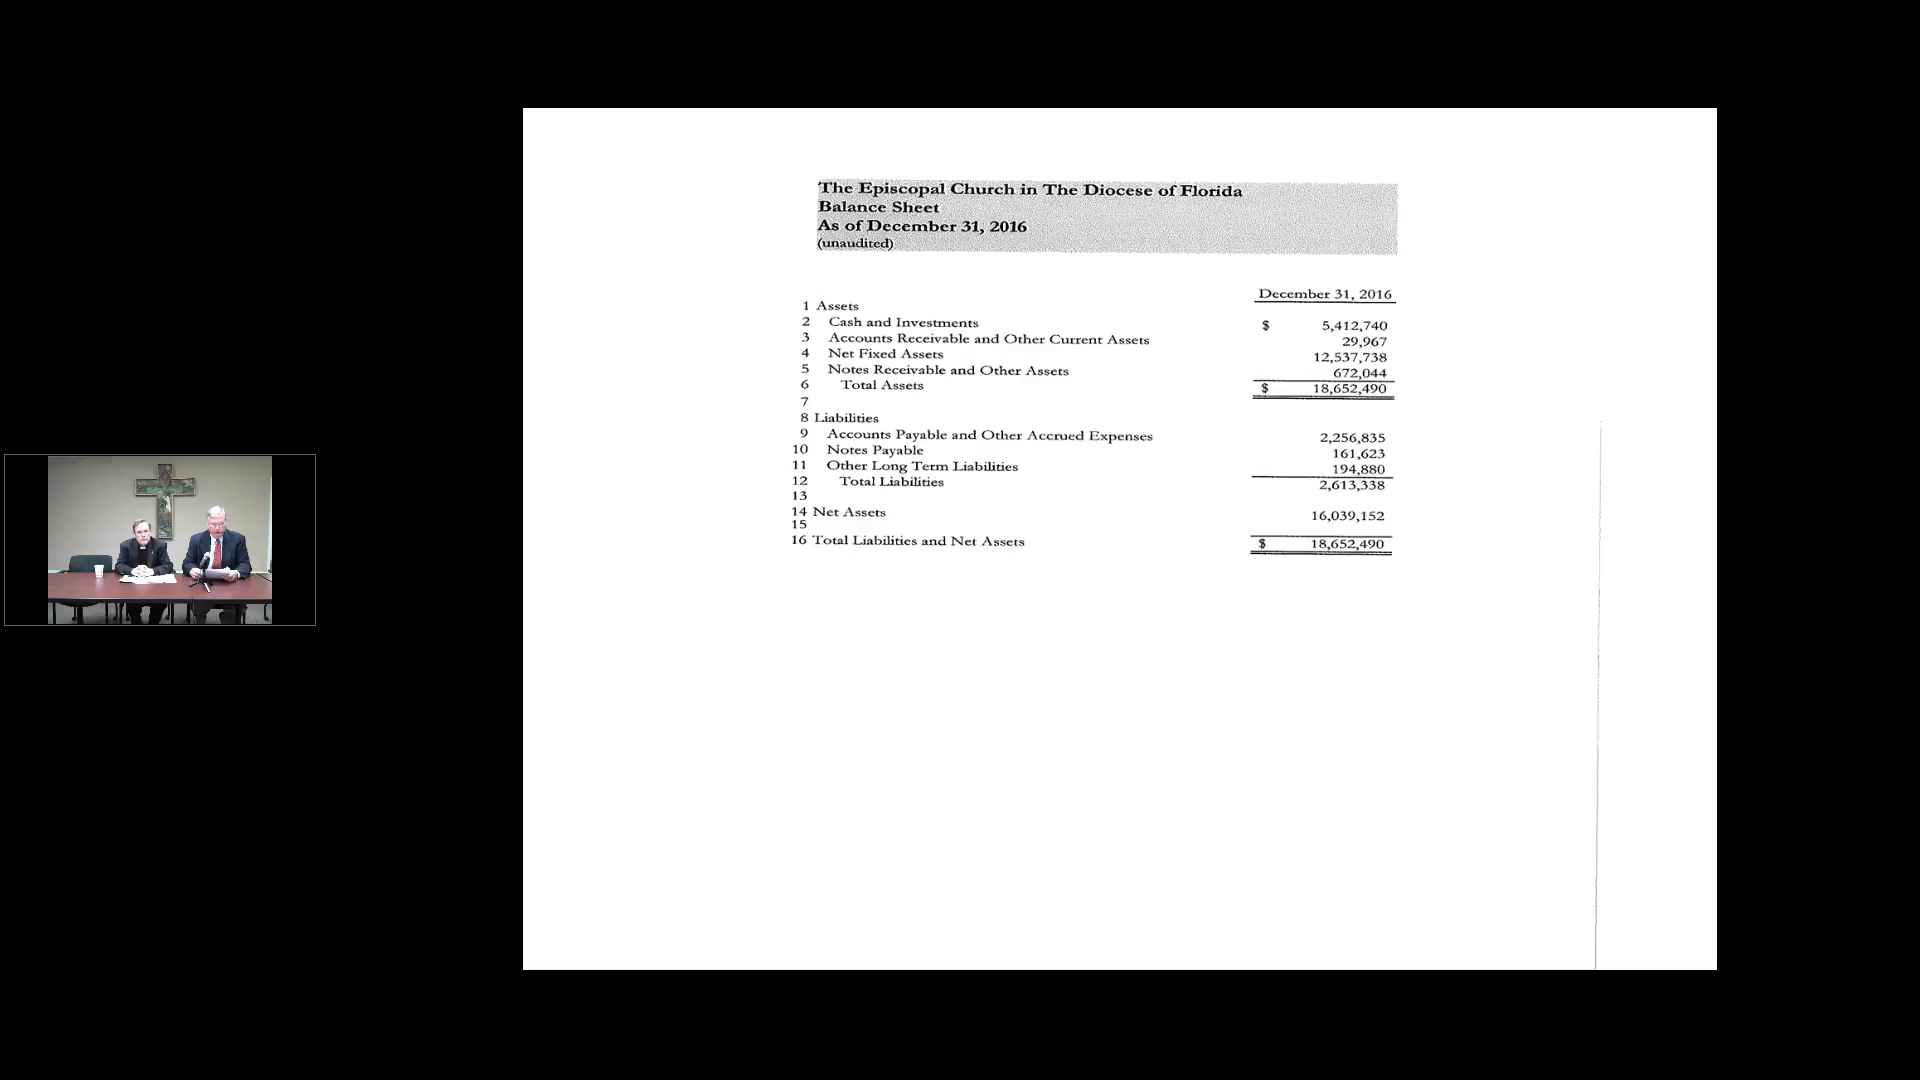 The Episcopal Church in The Diocese of Florida
Balance Sheet
As of December 31, 2016
(unaudited)
December 31, 2016
1 Assets
2 Cash and Investments $ 5,412,740
3 Accounts Receivable and Other Current Assets 29,967
4 Net Fixed Assets 12,537,738
5 Notes Receivable and Other Assets 672,044
6 Total Assets $ 18,652,490
7
8 Liabilities
9 Accounts Payable and Other Accrued Expenses 2,256,835
10 Notes Payable 161,623
11 Other Long Term Liabilities 194,880
12 Total Liabilities 2,613,338
13
14 Net Assets 16,039,152
15
16 Total Liabilities and Net Assets $ 18,652,490